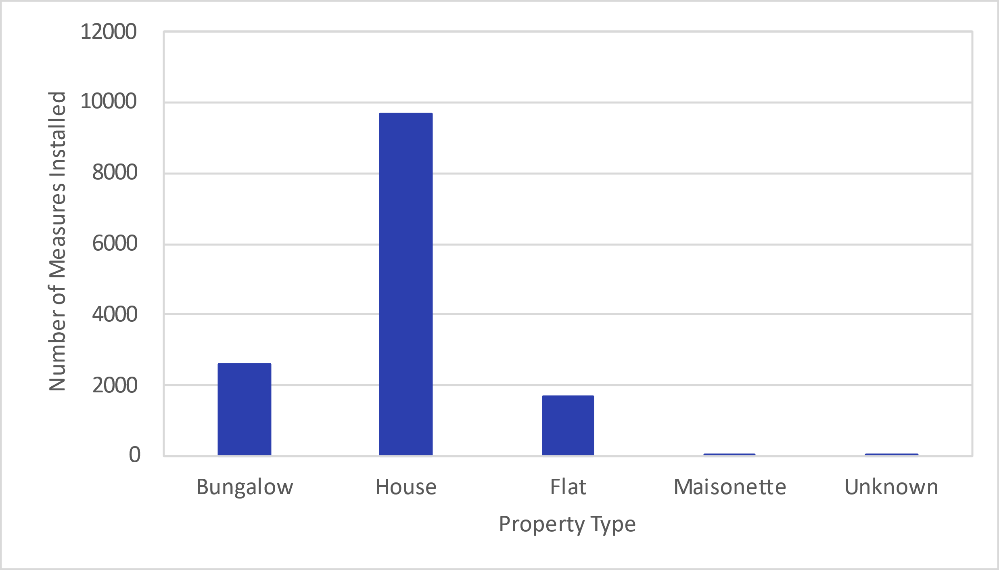 12000
10000
8000
6000
4000
2000
0
Number of Measures Installed
Bungalow
House
Flat
Maisonette
Unknown
Property Type